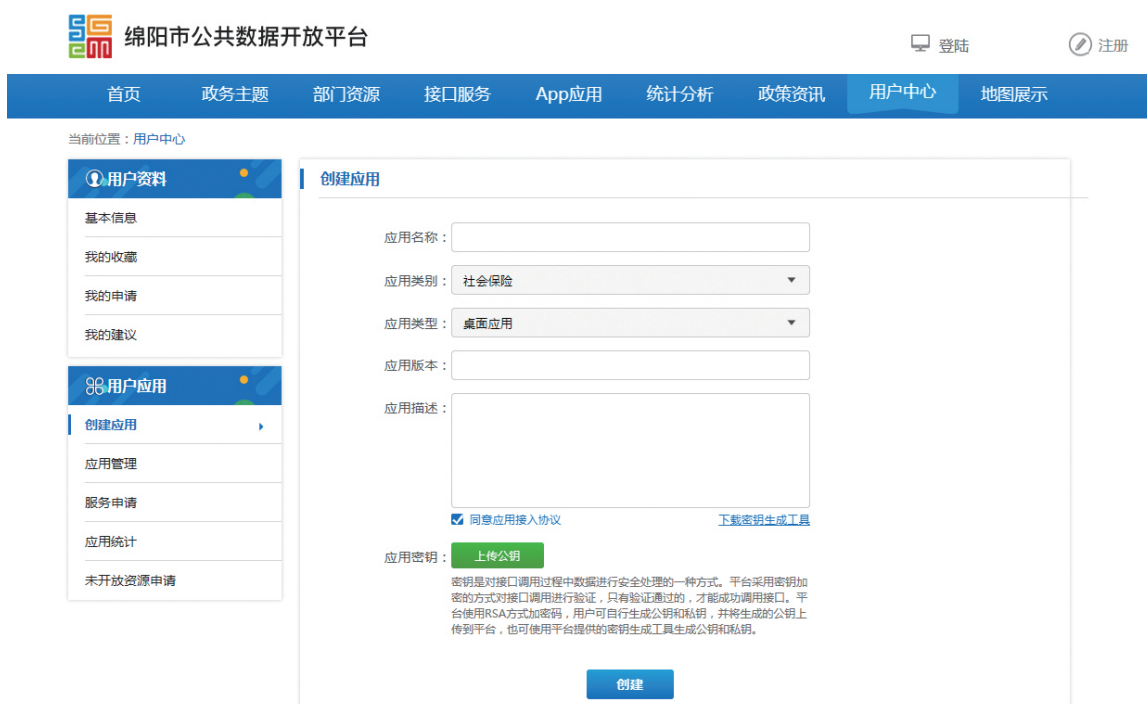 绵阳市公共数据开放平台
登陆
注册
首页 政务主题 部门资源 接口服务 App应用 统计分析 政策资讯 用户中心 地图展示
当前位置：用户中心
用户资料
基本信息
我的收藏
我的申请
我的建议
用户应用
创建应用
应用管理
服务申请
应用统计
未开放资源申请
创建应用
应用名称：
应用类别： 社会保险
应用类型： 桌面应用
应用版本：
应用描述：
同意应用接入协议 下载密钥生成工具
应用密钥： 上传公钥
密钥是对接口调用过程中数据进行安全处理的一种方式。平台采用密钥加
密的方式对接口调用进行验证，只有验证通过的，才能成功调用接口。平
台使用RSA方式加密码，用户可自行生成公钥和私钥，并将生成的公钥上
传到平台，也可使用平台提供的密钥生成工具生成公钥和私钥。
创建